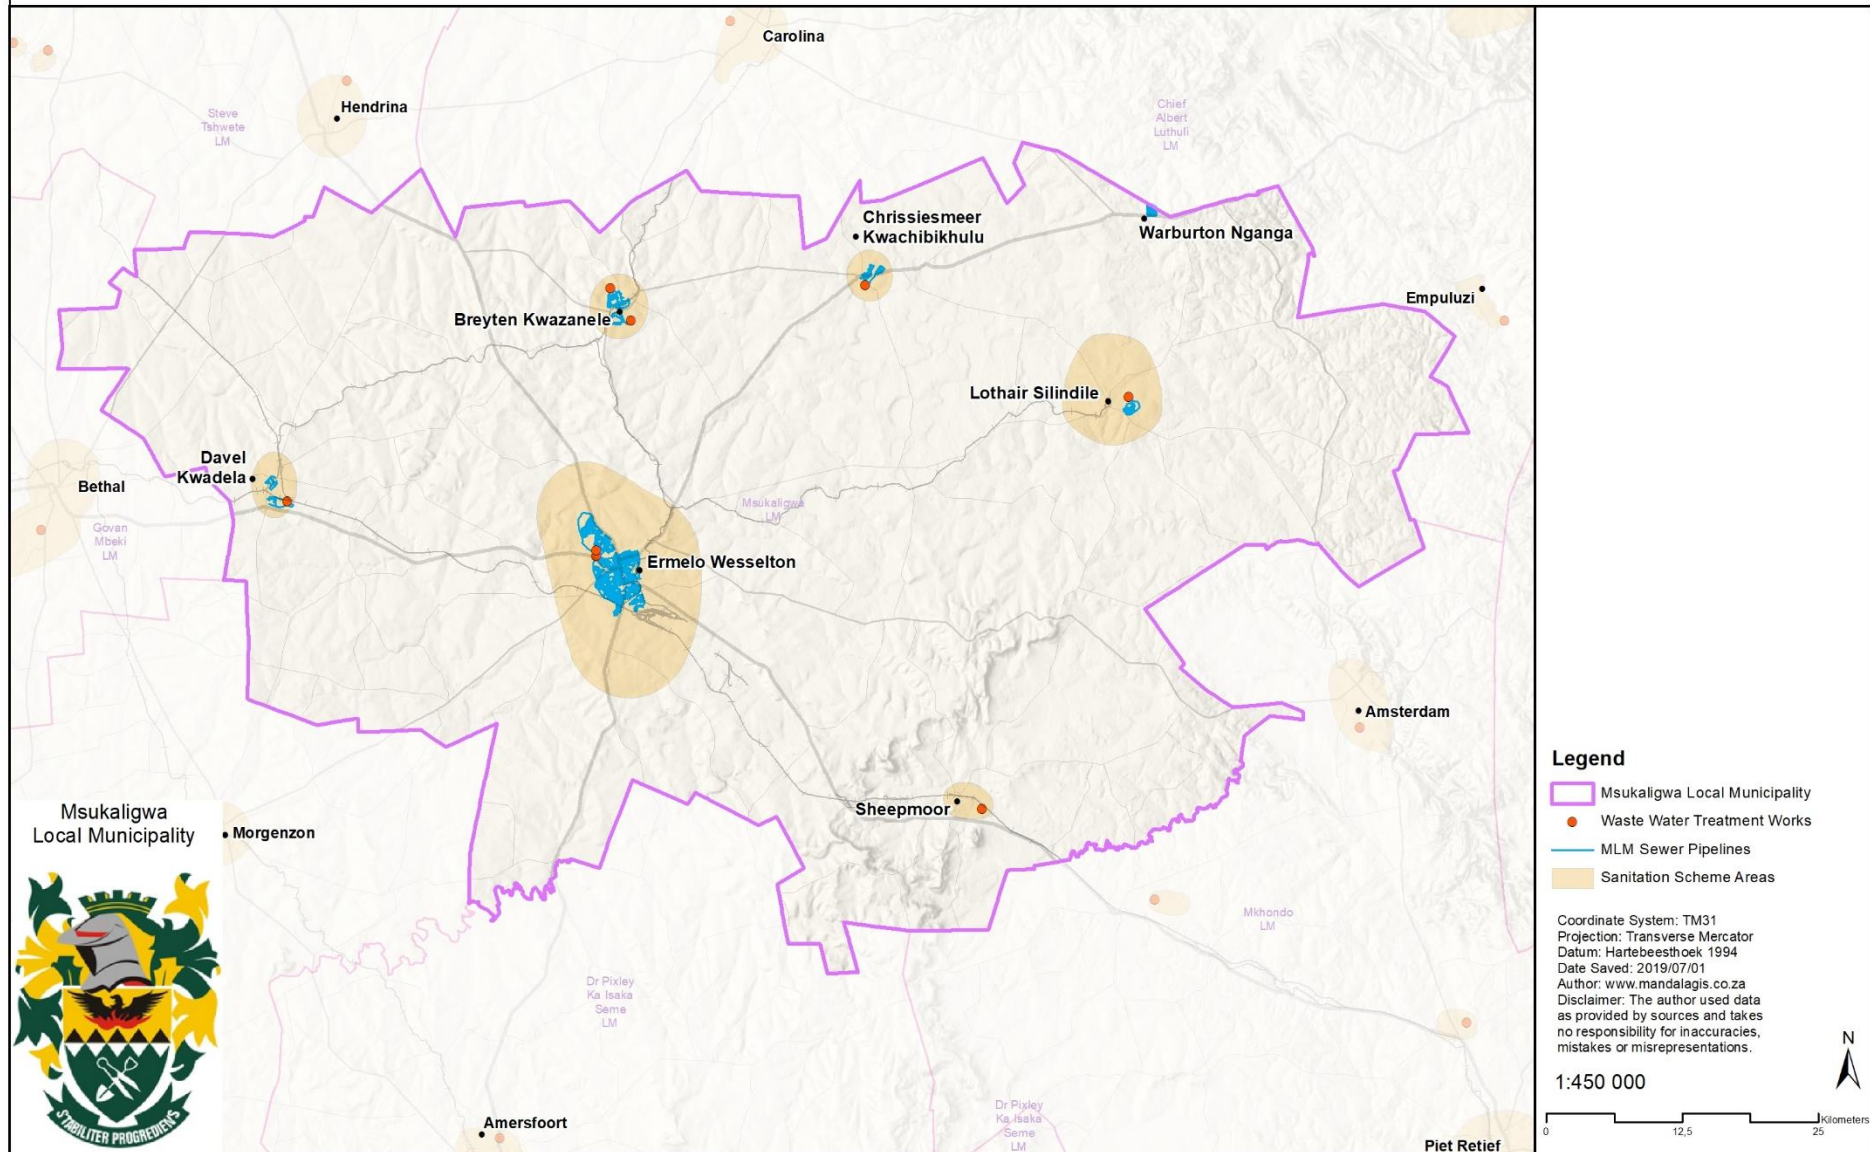 Carolina
Hendrina
Steve
Tshwete
LM
Chief
Albert
Luthuli
LM
Chrissiesmeer
Kwachibikhulu
Warburton Nganga
Empuluzi
Breyten Kwazanele
Lothair Silindile
Davel
Kwadela
Bethal
Govan
Mbeki
LM
Msukaligwa
LM
Ermelo Wesselton
Amsterdam
Sheepmoor
Morgenzon
Mkhondo
LM
Dr Pixley
Ka Isaka
Seme
LM
Dr Pixley
Ka Isaka
Seme
LM
Amersfoort
Piet Retief
Msukaligwa
Local Municipality
STABILITER PROGREDIENS
Legend
Msukaligwa Local Municipality
Waste Water Treatment Works
MLM Sewer Pipelines
Sanitation Scheme Areas
Coordinate System: TM31
Projection: Transverse Mercator
Datum: Hartebeesthoek 1994
Date Saved: 2019/07/01
Author: www.mandalagis.co.za
Disclaimer: The author used data
as provided by sources and takes
no responsibility for inaccuracies,
mistakes or misrepresentations.
N
1:450 000
Kilometers
0 12,5 25